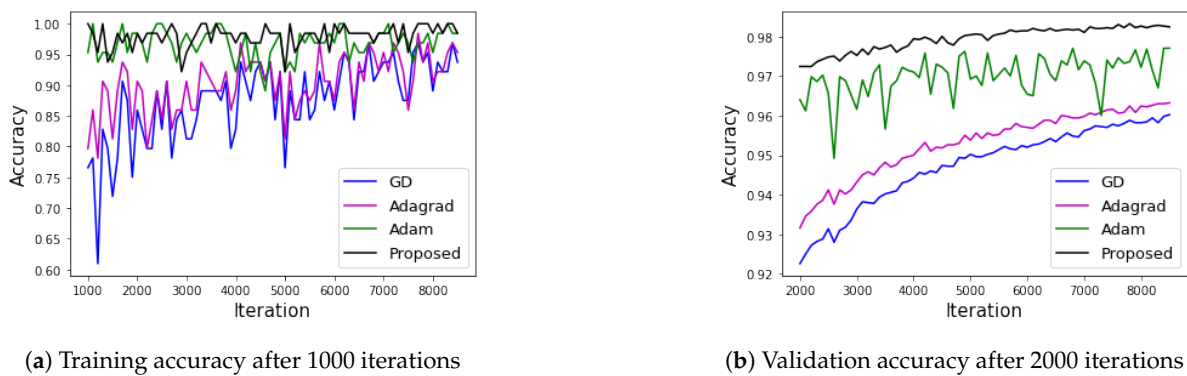 1.00
0.95
0.90
0.85
0.80
0.75
0.70
0.65
0.60
Accuracy
1000 2000 3000 4000 5000 6000 7000 8000
Iteration
GD
Adagrad
Adam
Proposed
(a) Training accuracy after 1000 iterations
0.98
0.97
0.96
0.95
0.94
0.93
0.92
Accuracy
2000 3000 4000 5000 6000 7000 8000
Iteration
GD
Adagrad
Adam
Proposed
(b) Validation accuracy after 2000 iterations